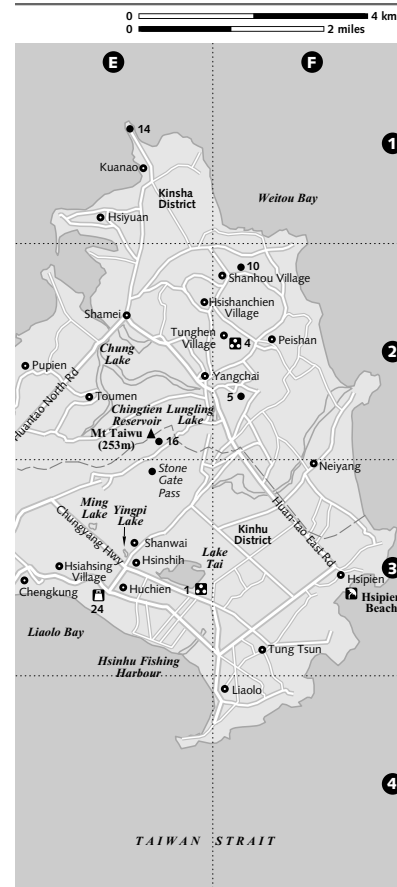 0 4 km
0 2 miles
E F
14
1
Kuanao
Kinsha
District
Weitou Bay
Hsiyuan
10
Shanhou Village
Hsishanchien
Village
Shamei
Tunghen
Village
4
Peishan
2
Chung
Lake
Pupien
Yangchai
Huantao North Rd
Toumen
5
Chingtien
Reservoir
Lungling
Lake
Mt Taiwu
(253m)
16
Stone
Gate
Pass
Neiyang
Ming
Lake
Yingpi
Lake
Chungyang Hwy
Kinhu
District
Huan-tao East Rd
Shanwai
Lake
Tai
Hsinshih
3
Hsiahsing
Village
Hsipien
Chengkung
Huchien
1
24
Hsipien
Beach
Liaolo Bay
Tung Tsun
Hsinhu Fishing
Harbour
Liaolo
4
TAIWAN STRAIT